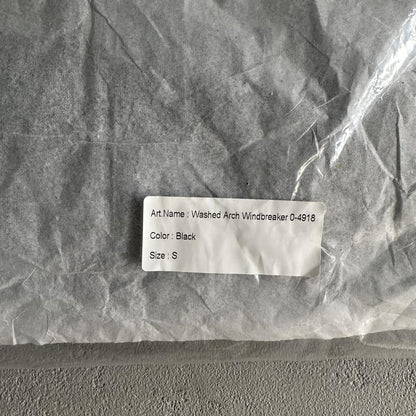 Art.Name : Washed Arch Windbreaker 0-4918
Color : Black
Size : S